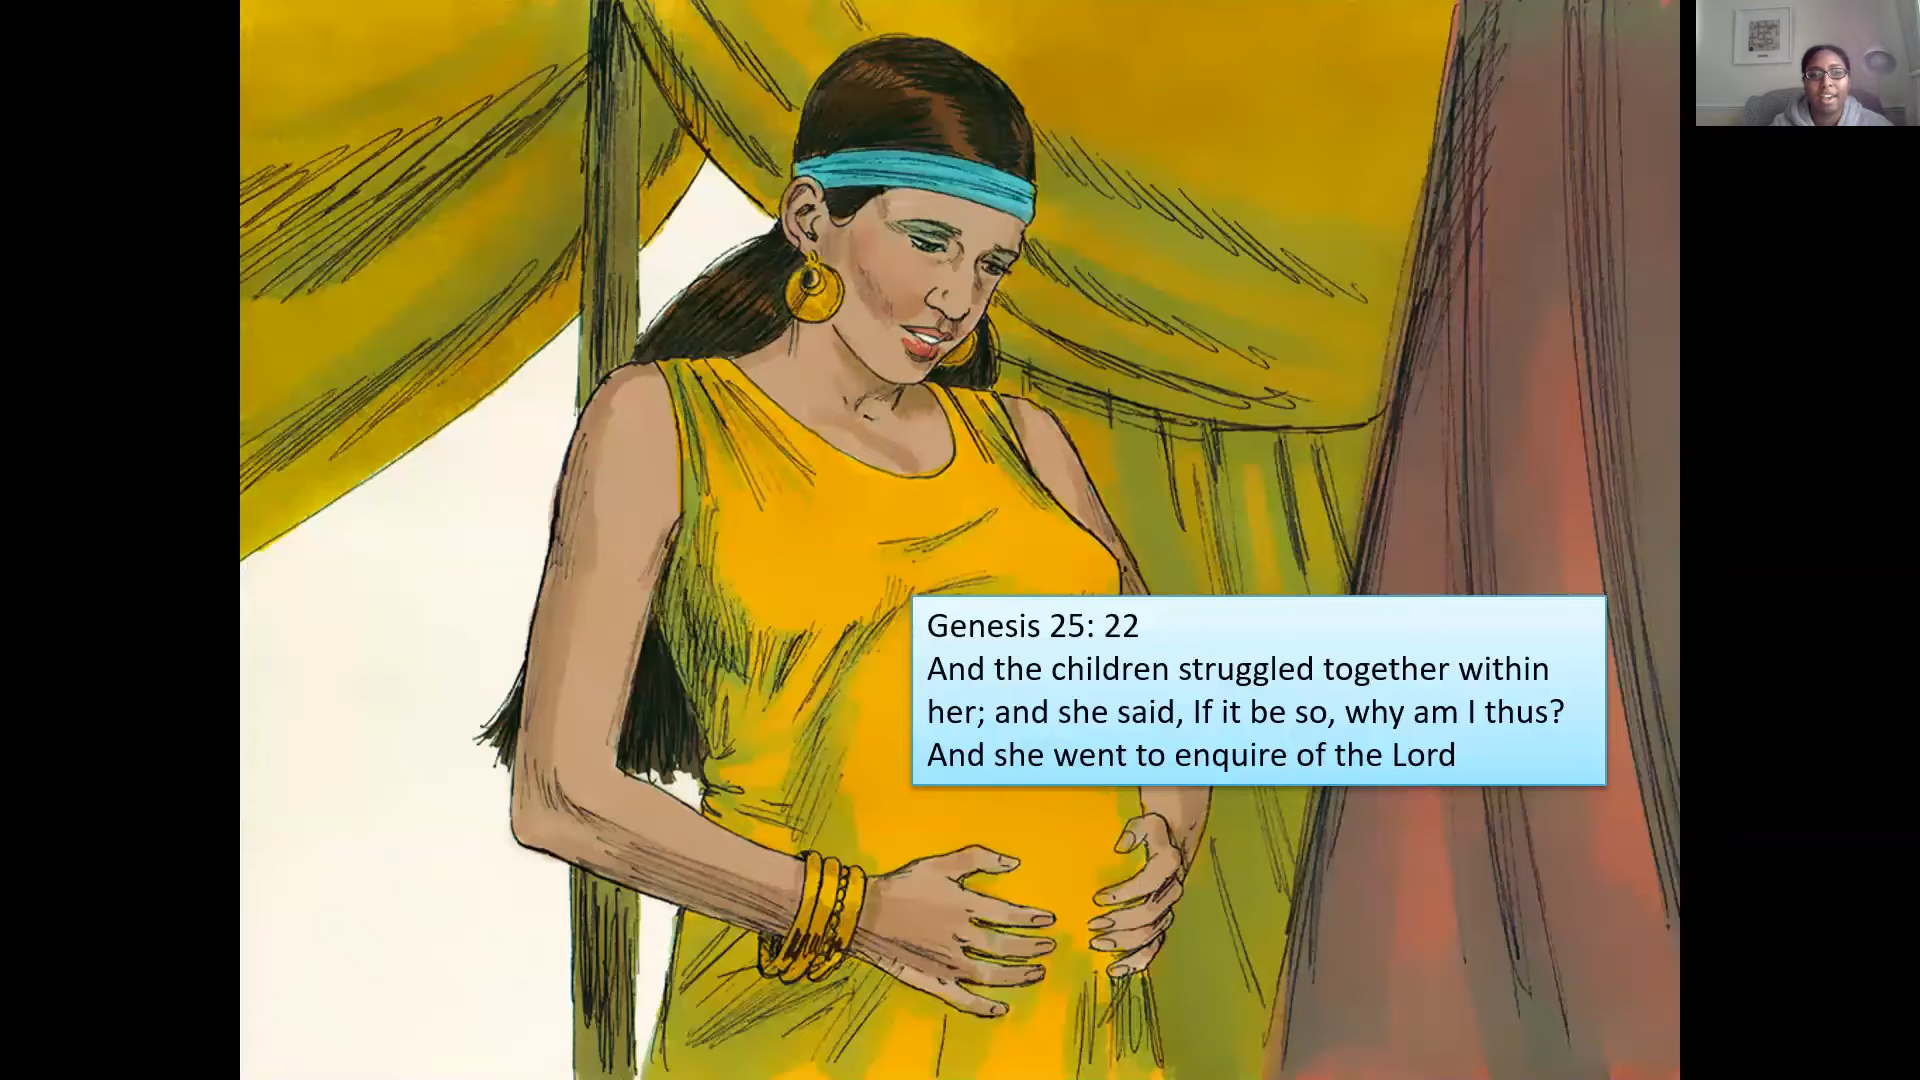 Genesis 25: 22
And the children struggled together within
her; and she said, If it be so, why am I thus?
And she went to enquire of the Lord